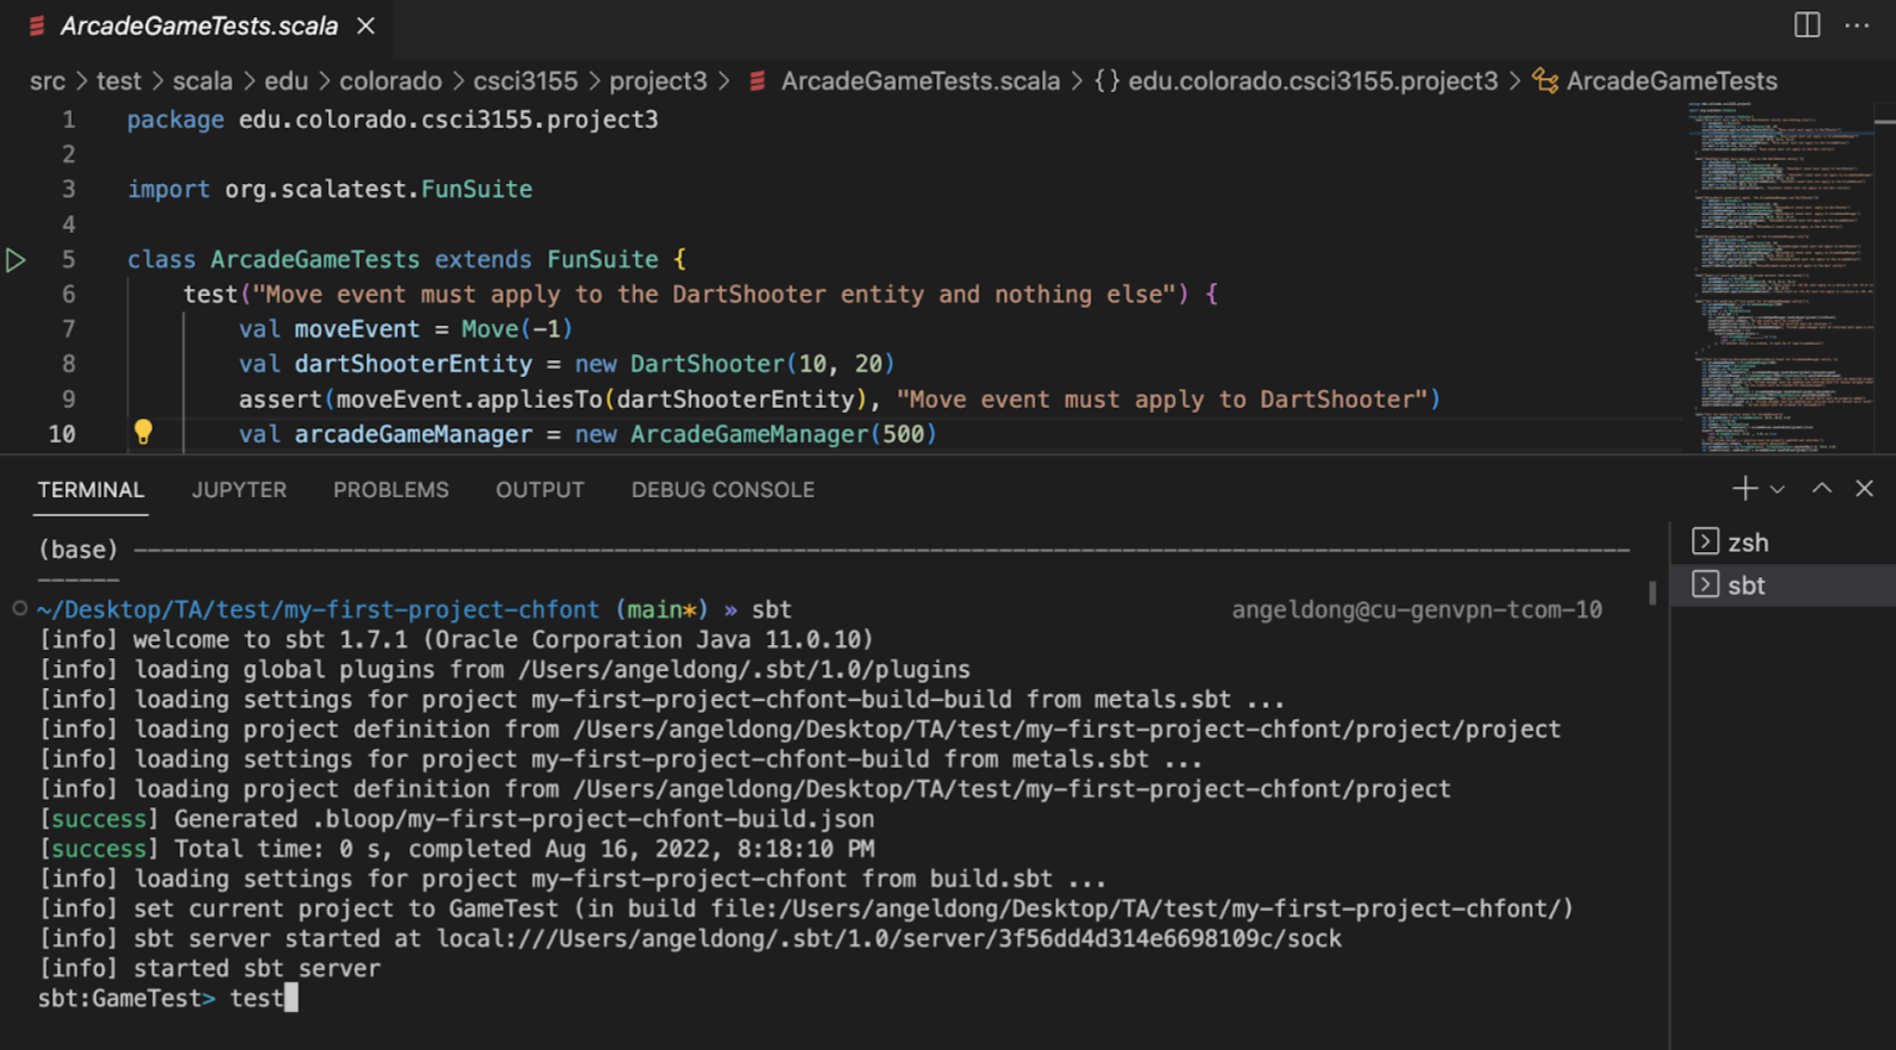 ArcadeGameTests.scala
src > test > scala > edu > colorado > csci3155 > project3 > ArcadeGameTests.scala > {} edu.colorado.csci3155.project3 > ArcadeGameTests
1 package edu.colorado.csci3155.project3
2
3 import org.scalatest.FunSuite
4
5 class ArcadeGameTests extends FunSuite {
6 test("Move event must apply to the DartShooter entity and nothing else") {
7 val moveEvent = Move(-1)
8 val dartShooterEntity = new DartShooter(10, 20)
9 assert(moveEvent.appliesTo(dartShooterEntity), "Move event must apply to DartShooter")
10 val arcadeGameManager = new ArcadeGameManager(500)
TERMINAL JUPYTER PROBLEMS OUTPUT DEBUG CONSOLE
zsh
sbt
(base)
~/Desktop/TA/test/my-first-project-chfont (main*) » sbt angeldong@cu-genvpn-tcom-10
[info] welcome to sbt 1.7.1 (Oracle Corporation Java 11.0.10)
[info] loading global plugins from /Users/angeldong/.sbt/1.0/plugins
[info] loading settings for project my-first-project-chfont-build-build from metals.sbt ...
[info] loading project definition from /Users/angeldong/Desktop/TA/test/my-first-project-chfont/project/project
[info] loading settings for project my-first-project-chfont-build from metals.sbt ...
[info] loading project definition from /Users/angeldong/Desktop/TA/test/my-first-project-chfont/project
[success] Generated .bloop/my-first-project-chfont-build.json
[success] Total time: 0 s, completed Aug 16, 2022, 8:18:10 PM
[info] loading settings for project my-first-project-chfont from build.sbt ...
[info] set current project to GameTest (in build file:/Users/angeldong/Desktop/TA/test/my-first-project-chfont/)
[info] sbt server started at local:///Users/angeldong/.sbt/1.0/server/3f56dd4d314e6698109c/sock
[info] started sbt server
sbt:GameTest> test